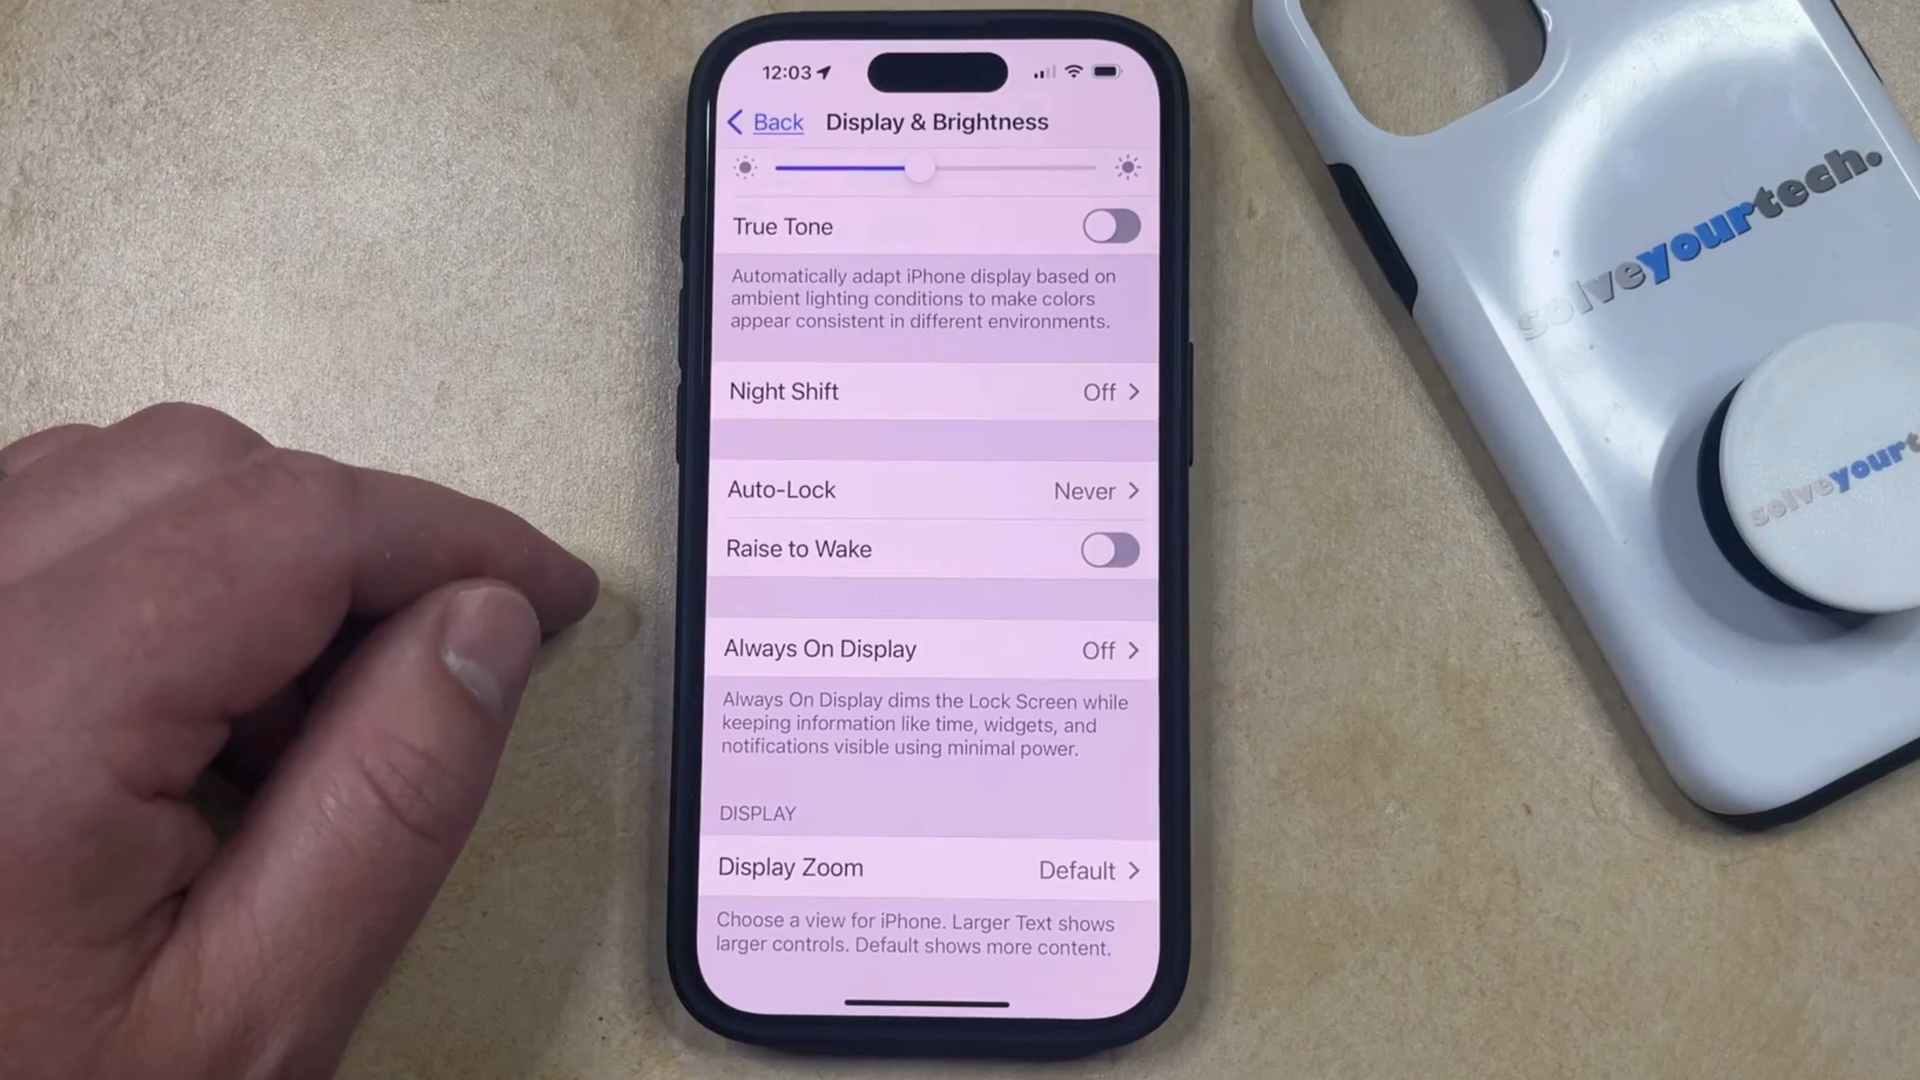 12:03
Back Display & Brightness
True Tone
Automatically adapt iPhone display based on
ambient lighting conditions to make colors
appear consistent in different environments.
Night Shift Off
Auto-Lock Never
Raise to Wake
Always On Display Off
Always On Display dims the Lock Screen while
keeping information like time, widgets, and
notifications visible using minimal power.
DISPLAY
Display Zoom Default
Choose a view for iPhone. Larger Text shows
larger controls. Default shows more content.
solveyourtech.
solveyourt